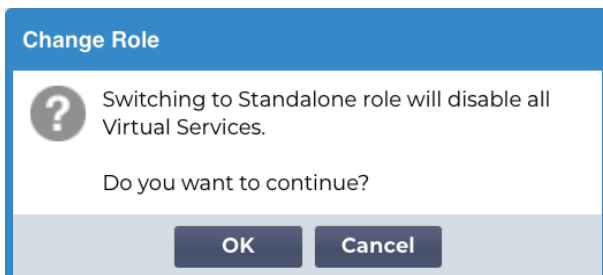 Change Role
Switching to Standalone role will disable all
Virtual Services.
Do you want to continue?
OK Cancel